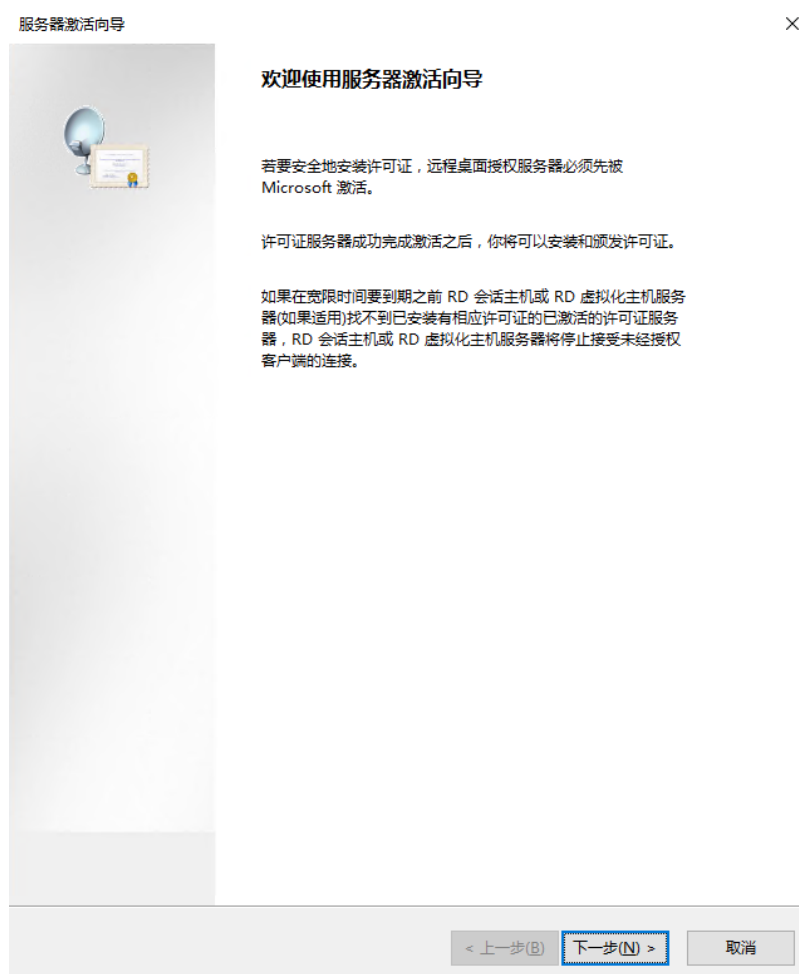 服务器激活向导
欢迎使用服务器激活向导
若要安全地安装许可证，远程桌面授权服务器必须先被
Microsoft 激活。
许可证服务器成功完成激活之后，你将可以安装和颁发许可证。
如果在宽限时间要到期之前 RD 会话主机或 RD 虚拟化主机服务
器(如果适用)找不到已安装有相应许可证的已激活的许可证服务
器，RD 会话主机或 RD 虚拟化主机服务器将停止接受未经授权
客户端的连接。
< 上一步(B)
下一步(N) >
取消